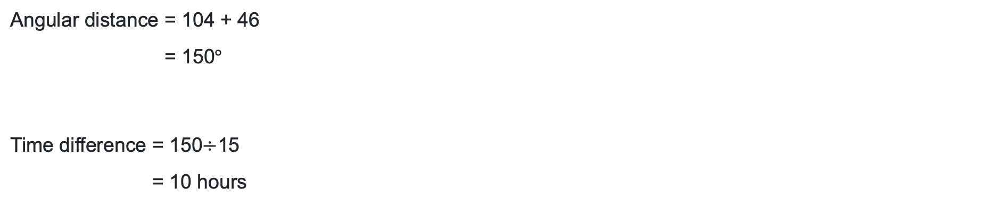 Angular distance = 104 + 46
= 150°
Time difference = 150÷15
= 10 hours